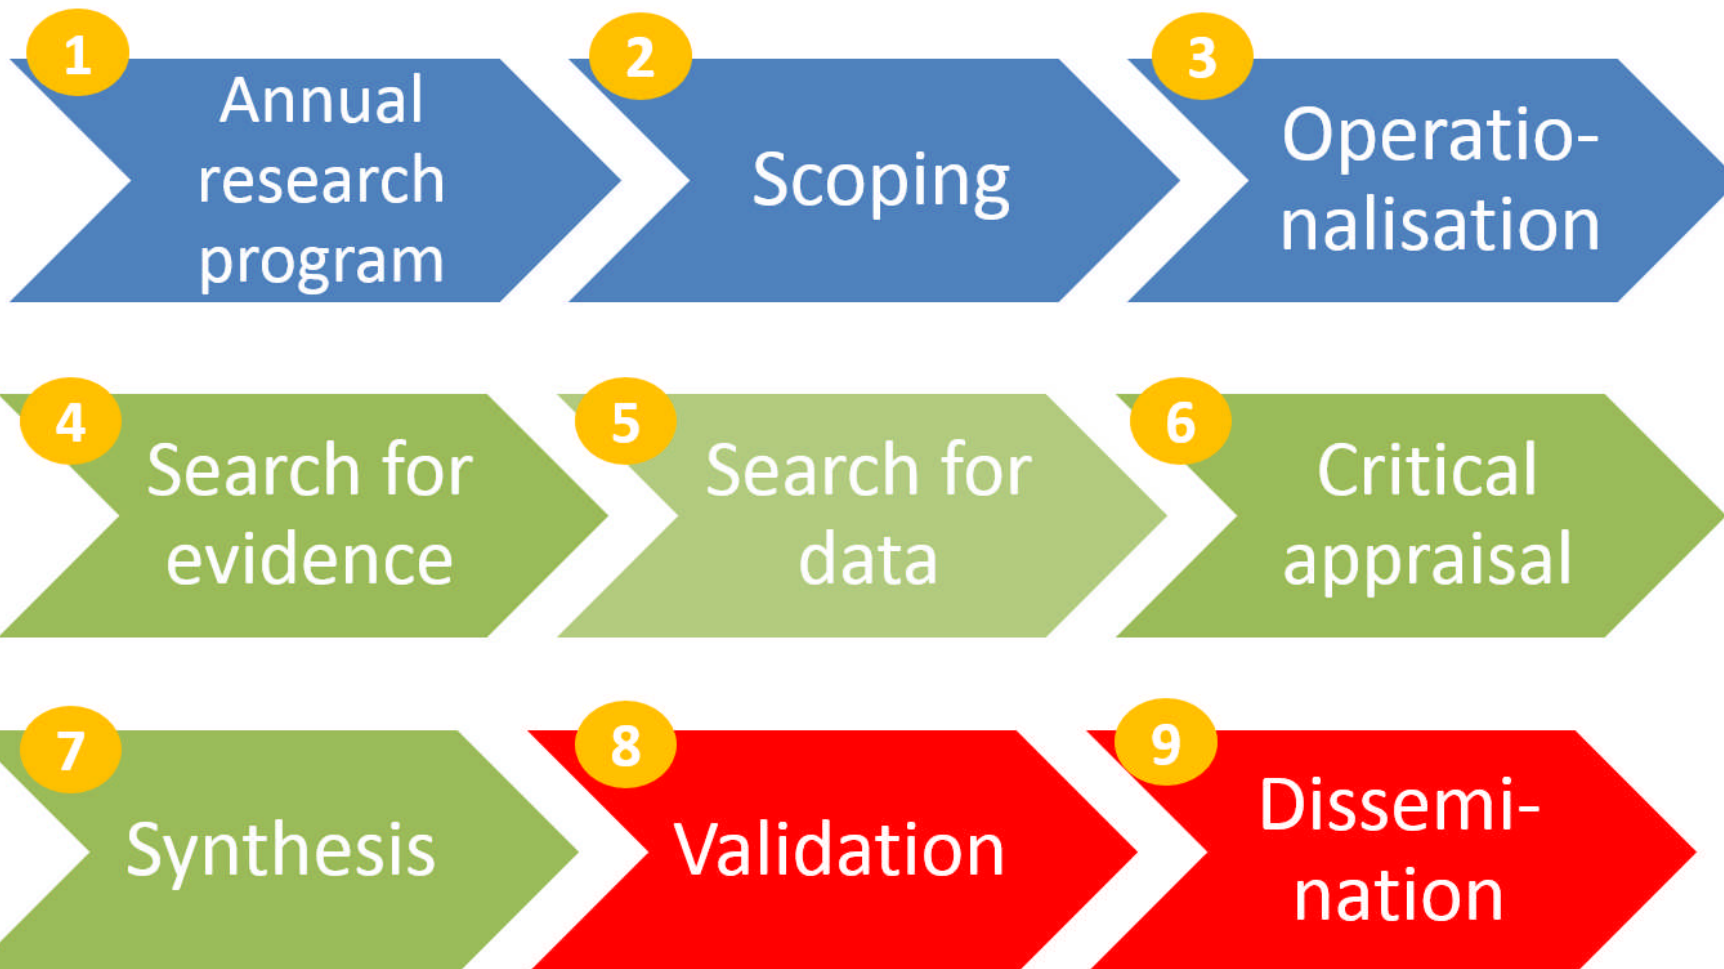 1
Annual
research
program
2
Scoping
3
Operatio-
nalisation
4
Search for
evidence
5
Search for
data
6
Critical
appraisal
7
Synthesis
8
Validation
9
Dissemi-
nation